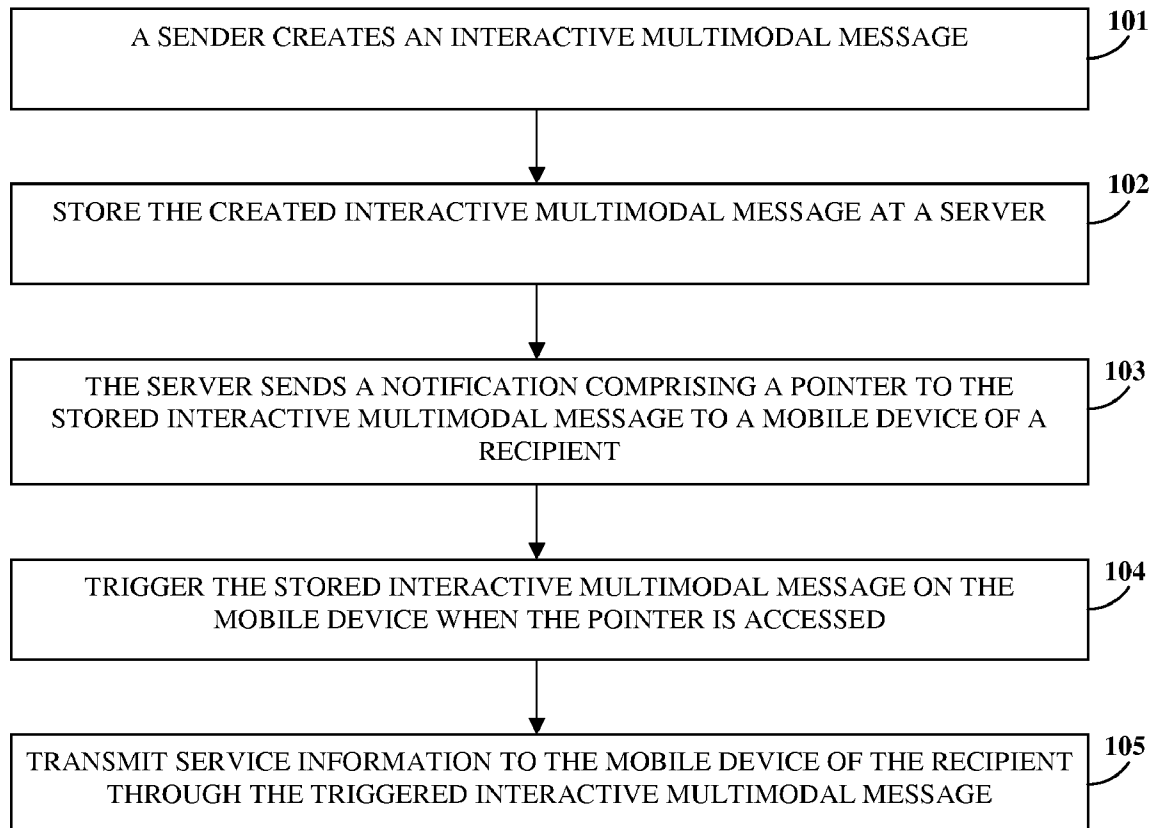 A SENDER CREATES AN INTERACTIVE MULTIMODAL MESSAGE
101
STORE THE CREATED INTERACTIVE MULTIMODAL MESSAGE AT A SERVER
102
THE SERVER SENDS A NOTIFICATION COMPRISING A POINTER TO THE
STORED INTERACTIVE MULTIMODAL MESSAGE TO A MOBILE DEVICE OF A
RECIPIENT
103
TRIGGER THE STORED INTERACTIVE MULTIMODAL MESSAGE ON THE
MOBILE DEVICE WHEN THE POINTER IS ACCESSED
104
TRANSMIT SERVICE INFORMATION TO THE MOBILE DEVICE OF THE RECIPIENT
THROUGH THE TRIGGERED INTERACTIVE MULTIMODAL MESSAGE
105